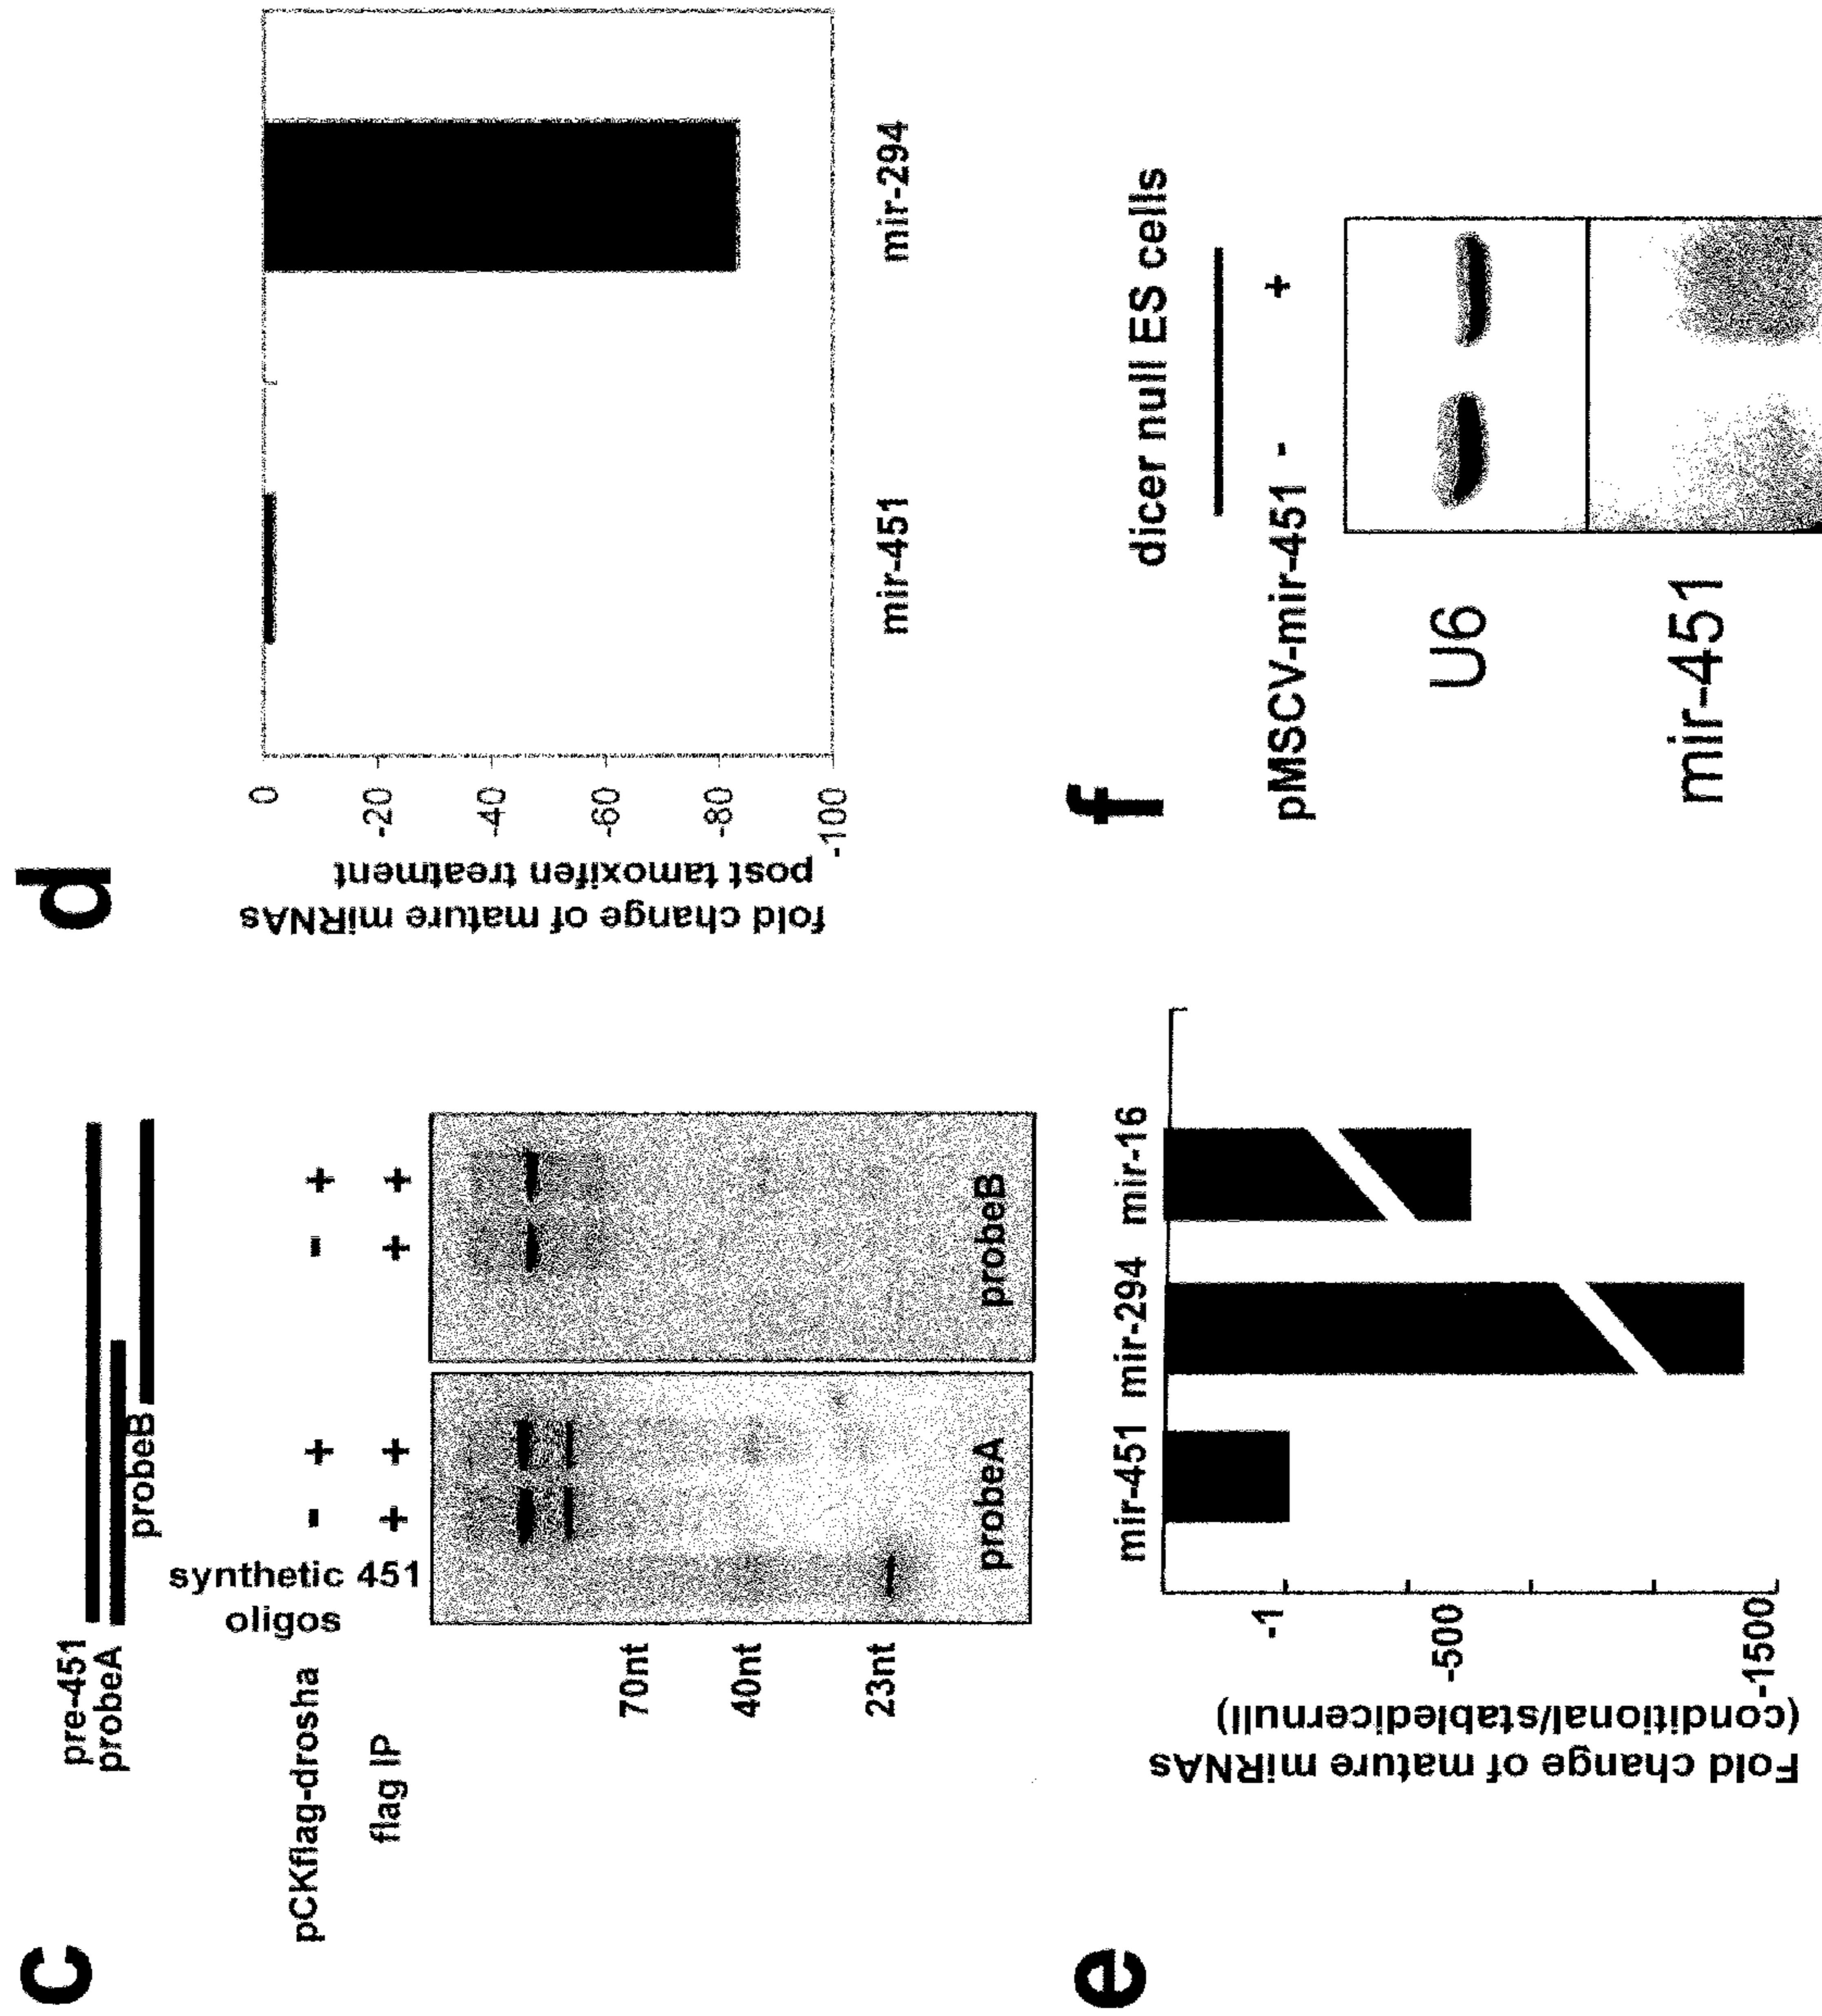 c
pre-451
probeA
probeB
synthetic 451
oligos
pCKflag-drosha - +
flag IP + +
70nt
40nt
23nt
probeA
probeB
d
fold change of mature miRNAs
post tamoxifen treatment
0
-20
-40
-60
-80
-100
mir-451
mir-294
e
Fold change of mature miRNAs
(conditional/stabledicernull)
mir-451 mir-294 mir-16
-1
-500
-1500
f
dicer null ES cells
pMSCV-mir-451 - +
U6
mir-451